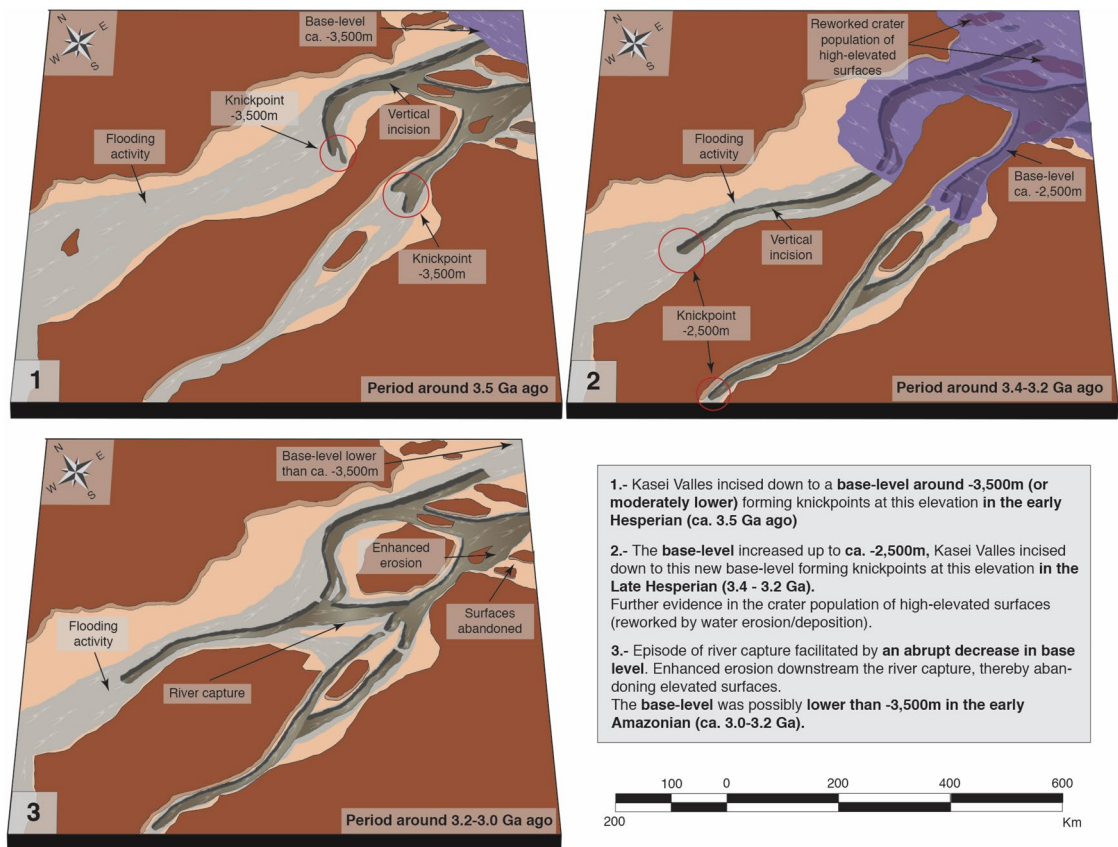 N
E
W
S
Base-level
ca. -3,500m
Knickpoint
-3,500m
Vertical
incision
Flooding
activity
Knickpoint
-3,500m
1
Period around 3.5 Ga ago
N
E
W
S
Reworked crater
population of
high-elevated
surfaces
Flooding
activity
Base-level
ca. -2,500m
Vertical
incision
Knickpoint
-2,500m
2
Period around 3.4-3.2 Ga ago
N
E
W
S
Base-level lower
than ca. -3,500m
Enhanced
erosion
Flooding
activity
Surfaces
abandoned
River capture
3
Period around 3.2-3.0 Ga ago
1.- Kasei Valles incised down to a base-level around -3,500m (or
moderately lower) forming knickpoints at this elevation in the early
Hesperian (ca. 3.5 Ga ago)
2.- The base-level increased up to ca. -2,500m, Kasei Valles incised
down to this new base-level forming knickpoints at this elevation in the
Late Hesperian (3.4 - 3.2 Ga).
Further evidence in the crater population of high-elevated surfaces
(reworked by water erosion/deposition).
3.- Episode of river capture facilitated by an abrupt decrease in base
level. Enhanced erosion downstream the river capture, thereby aban-
doning elevated surfaces.
The base-level was possibly lower than -3,500m in the early
Amazonian (ca. 3.0-3.2 Ga).
100 0 200 400 600
200 Km